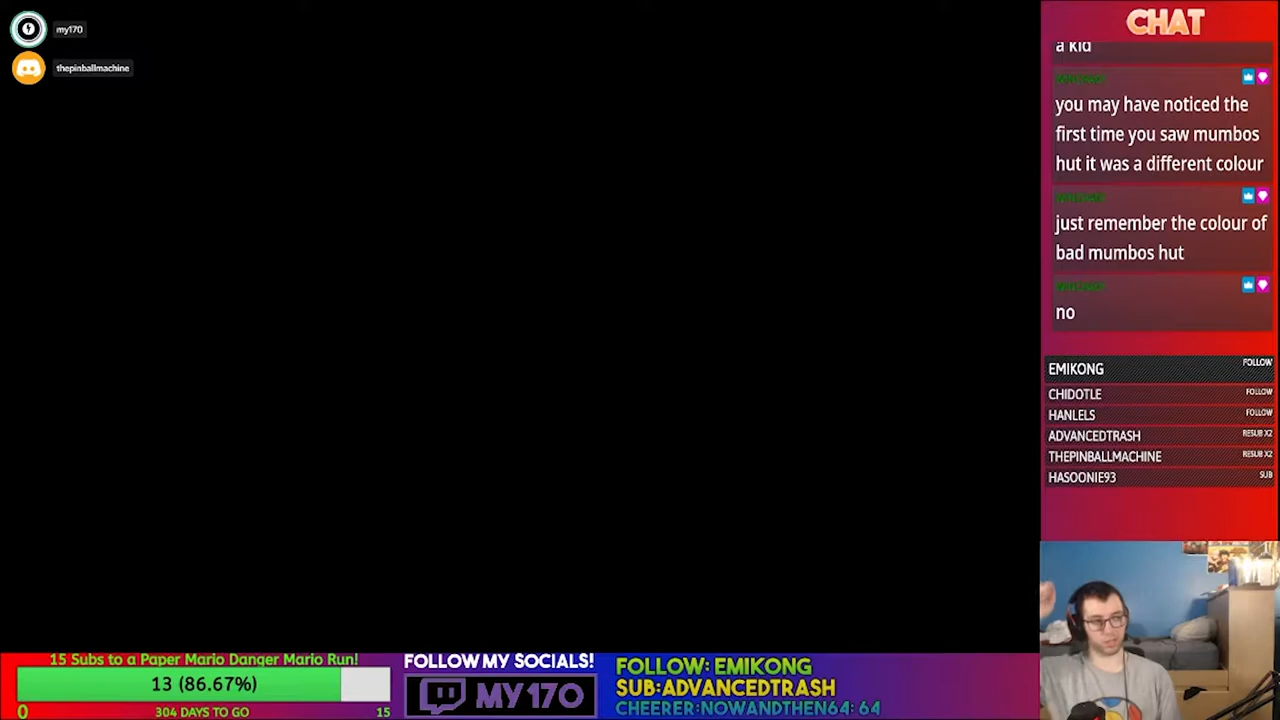 my170
thepinballmachine
CHAT
a kid
you may have noticed the
first time you saw mumbos
hut it was a different colour
just remember the colour of
bad mumbos hut
no
EMIKONG FOLLOW
CHIDOTLE FOLLOW
HANLELS FOLLOW
ADVANCEDTRASH RESUB X2
THEPINBALLMACHINE RESUB X2
HASOONIE93 SUB
15 Subs to a Paper Mario Danger Mario Run!
13 (86.67%)
0 304 DAYS TO GO 15
FOLLOW MY SOCIALS!
MY170
FOLLOW: EMIKONG
SUB:ADVANCEDTRASH
CHEERER:NOWANDTHEN64: 64